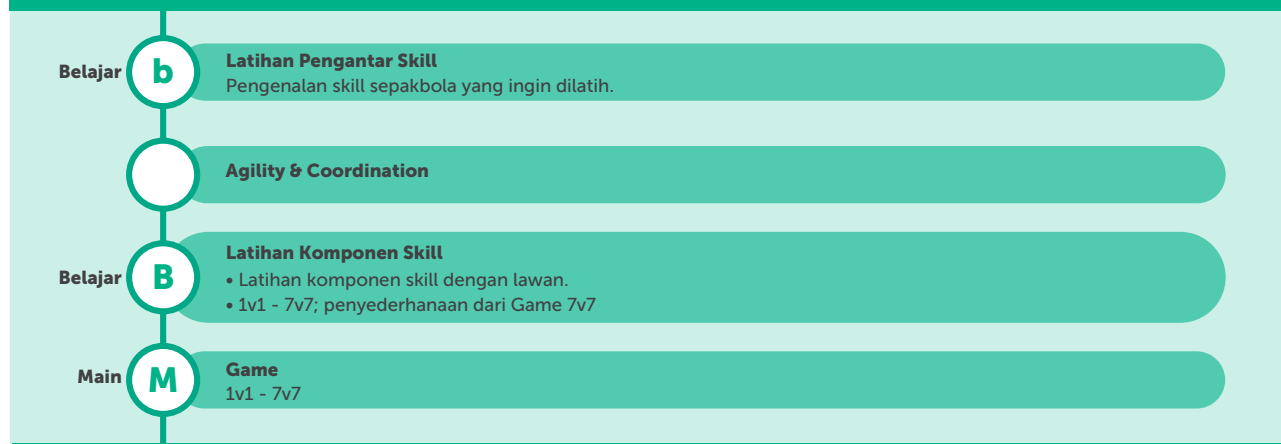 Belajar
b
Latihan Pengantar Skill
Pengenalan skill sepakbola yang ingin dilatih.
Agility & Coordination
Belajar
B
Latihan Komponen Skill
• Latihan komponen skill dengan lawan.
• 1v1 - 7v7; penyederhanaan dari Game 7v7
Main
M
Game
1v1 - 7v7